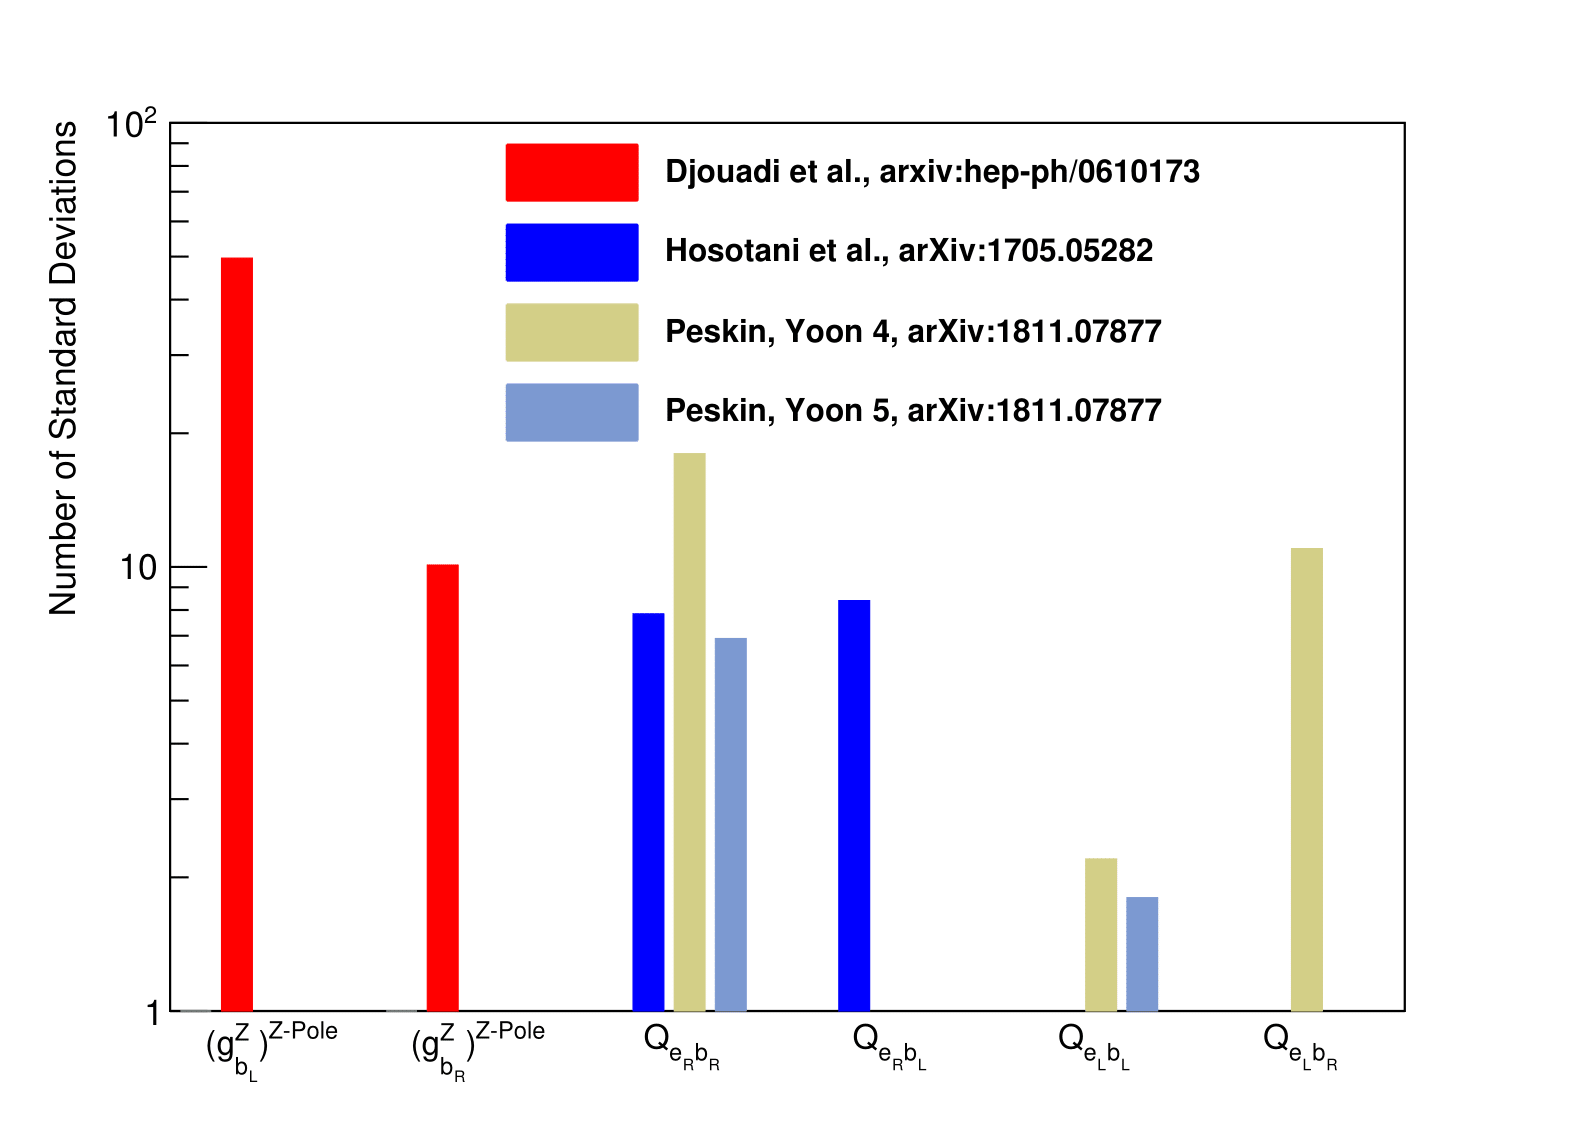 Number of Standard Deviations
10²
10
1
Djouadi et al., arxiv:hep-ph/0610173
Hosotani et al., arXiv:1705.05282
Peskin, Yoon 4, arXiv:1811.07877
Peskin, Yoon 5, arXiv:1811.07877
(g^Z_{b_L})^{Z-Pole}
(g^Z_{b_R})^{Z-Pole}
Q_{e_R b_R}
Q_{e_R b_L}
Q_{e_L b_L}
Q_{e_L b_R}